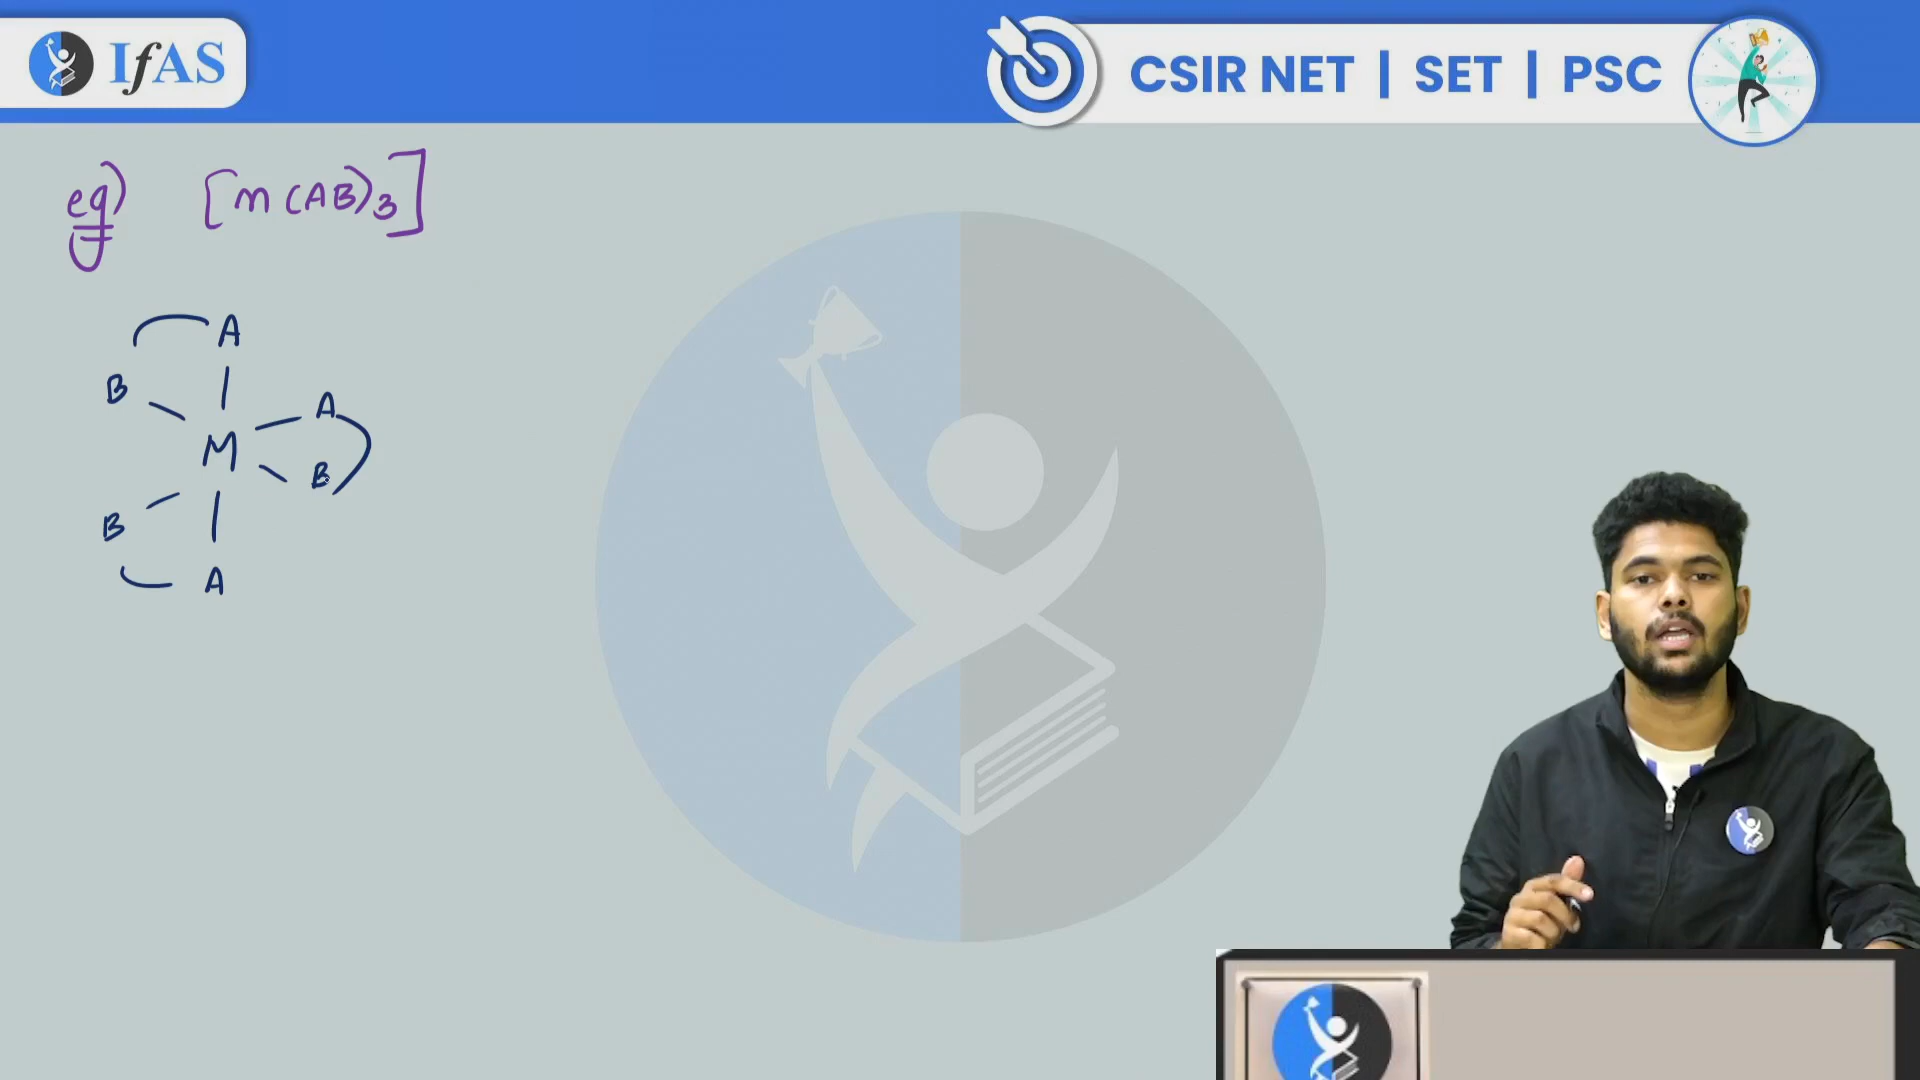 IfAS
CSIR NET | SET | PSC
eg) [M(AB)3]
A
B A
M
B
B
A